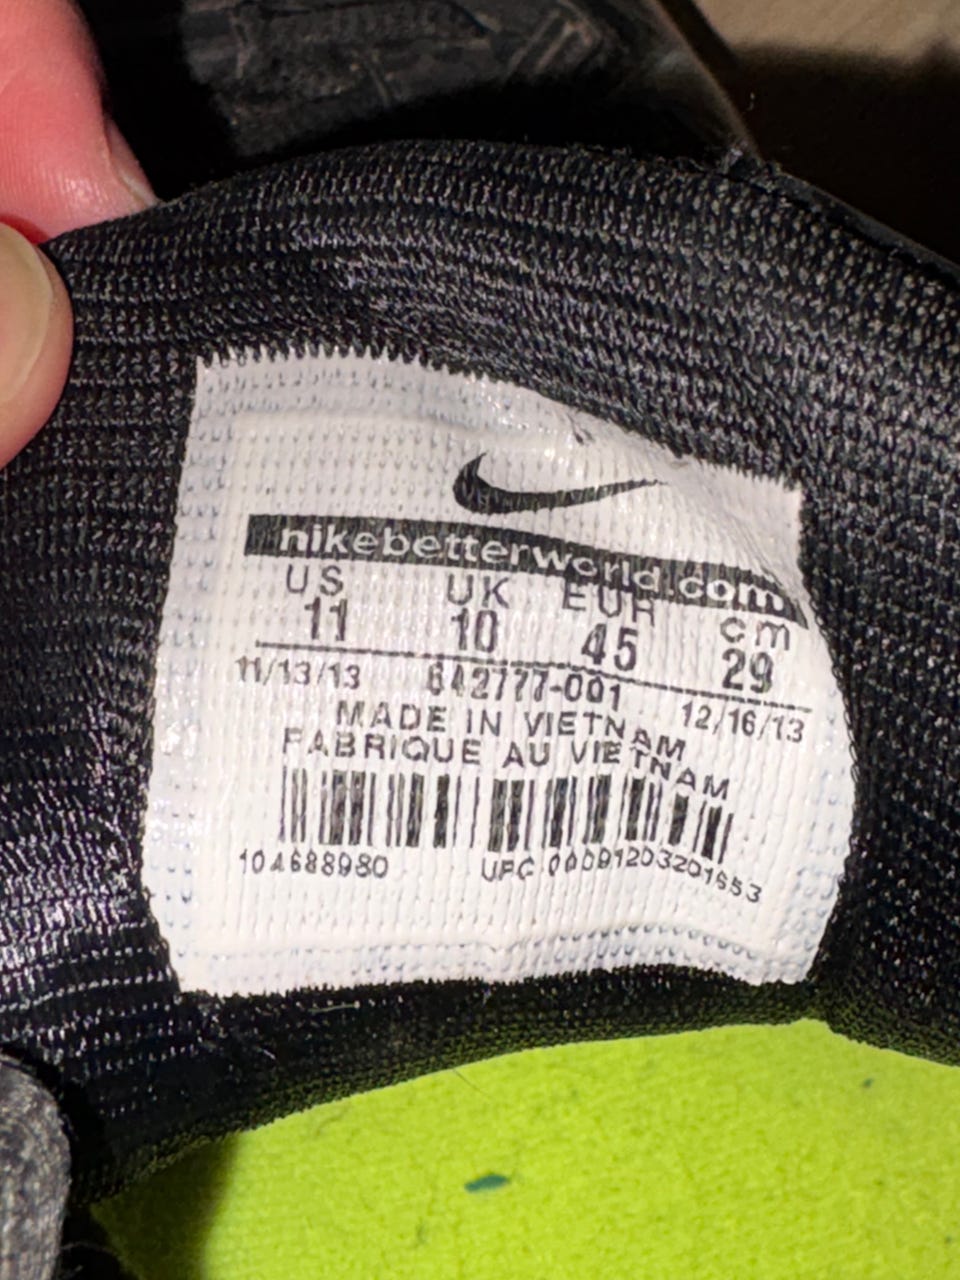 nikebetterworld.com
US UK EUR cm
11 10 45 29
11/13/13 642777-001 12/16/13
MADE IN VIETNAM
FABRIQUE AU VIETNAM
104688980 UPC 00091203201653